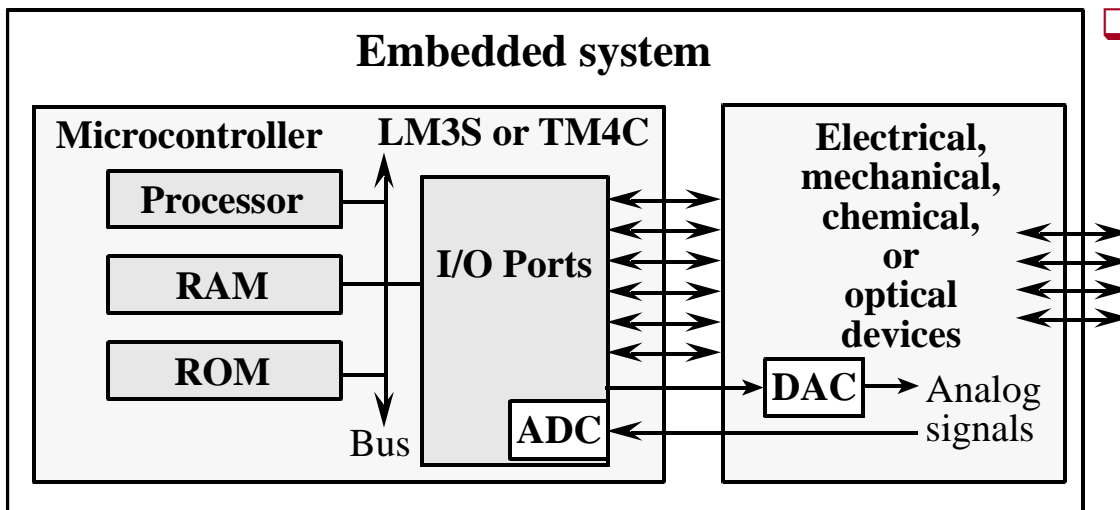 Embedded system
Microcontroller
LM3S or TM4C
Processor
RAM
ROM
Bus
I/O Ports
ADC
Electrical,
mechanical,
chemical,
or
optical
devices
DAC
Analog
signals